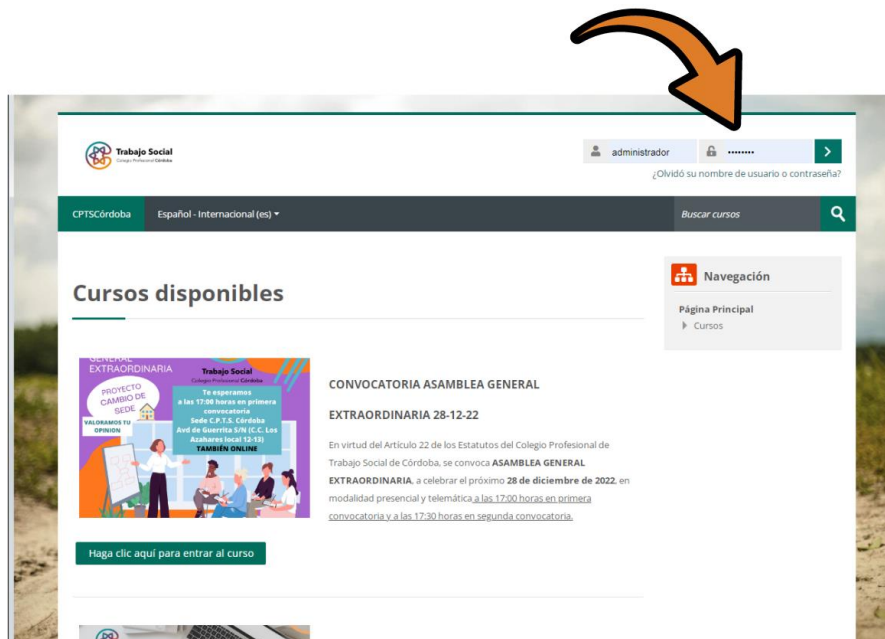 Trabajo Social
Colegio Profesional Córdoba
administrador
········
¿Olvidó su nombre de usuario o contraseña?
CPTSCórdoba
Español - Internacional (es)
Buscar cursos
Cursos disponibles
Navegación
Página Principal
Cursos
GENERAL
EXTRAORDINARIA
PROYECTO
CAMBIO DE
SEDE
VALORAMOS TU
OPINION
Trabajo Social
Colegio Profesional Córdoba
Te esperamos
a las 17:00 horas en primera
convocatoria
Sede C.P.T.S. Córdoba
Avd de Guerrita S/N (C.C. Los
Azahares local 12-13)
TAMBIÉN ONLINE
CONVOCATORIA ASAMBLEA GENERAL
EXTRAORDINARIA 28-12-22
En virtud del Artículo 22 de los Estatutos del Colegio Profesional de
Trabajo Social de Córdoba, se convoca ASAMBLEA GENERAL
EXTRAORDINARIA, a celebrar el próximo 28 de diciembre de 2022, en
modalidad presencial y telemática a las 17:00 horas en primera
convocatoria y a las 17:30 horas en segunda convocatoria.
Haga clic aquí para entrar al curso